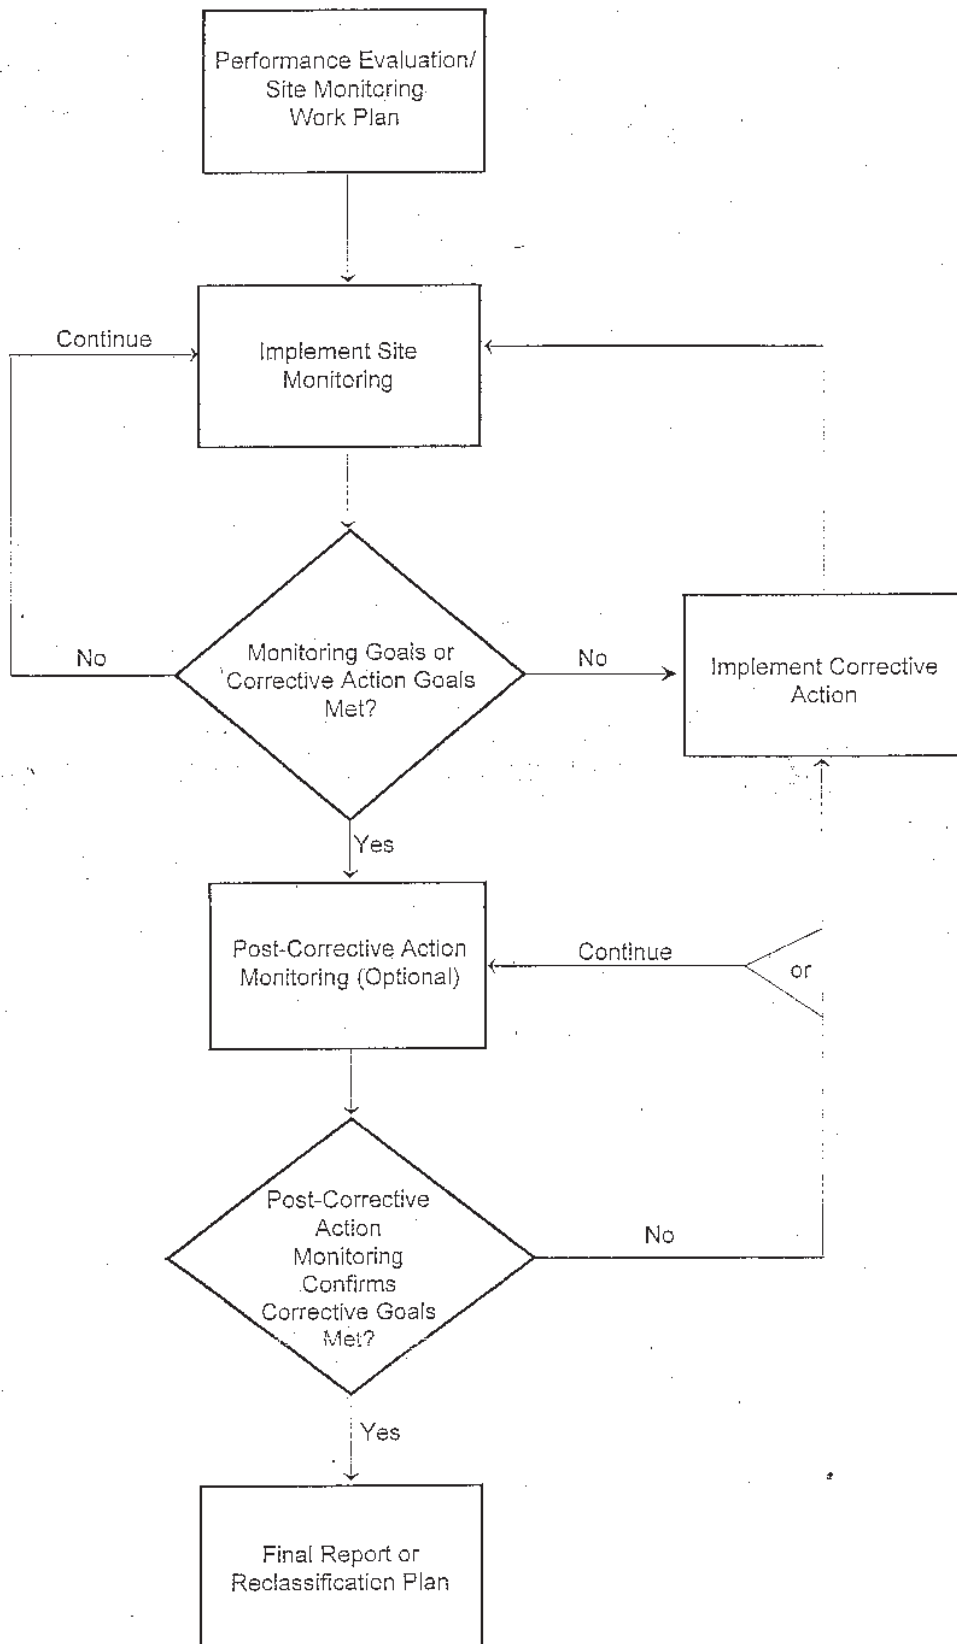 Performance Evaluation/
Site Monitoring
Work Plan
Continue
Implement Site
Monitoring
No
Monitoring Goals or
Corrective Action Goals
Met?
No
Implement Corrective
Action
Yes
Post-Corrective Action
Monitoring (Optional)
Continue
or
Post-Corrective
Action
Monitoring
Confirms
Corrective Goals
Met?
No
Yes
Final Report or
Reclassification Plan